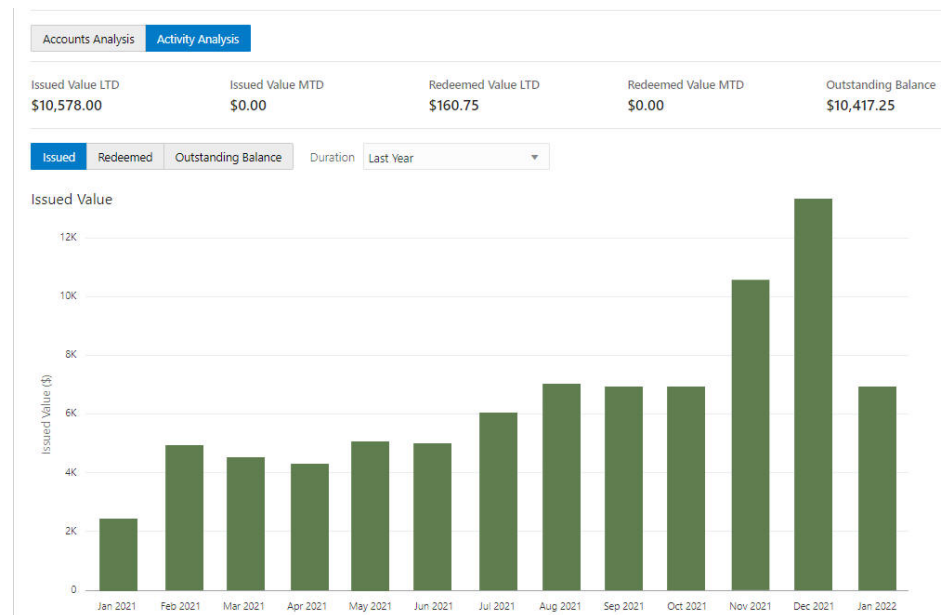 Accounts Analysis Activity Analysis
Issued Value LTD Issued Value MTD Redeemed Value LTD Redeemed Value MTD Outstanding Balance
$10,578.00 $0.00 $160.75 $0.00 $10,417.25
Issued Redeemed Outstanding Balance Duration Last Year
Issued Value
12K
10K
8K
6K
4K
2K
0
Issued Value ($)
Jan 2021 Feb 2021 Mar 2021 Apr 2021 May 2021 Jun 2021 Jul 2021 Aug 2021 Sep 2021 Oct 2021 Nov 2021 Dec 2021 Jan 2022